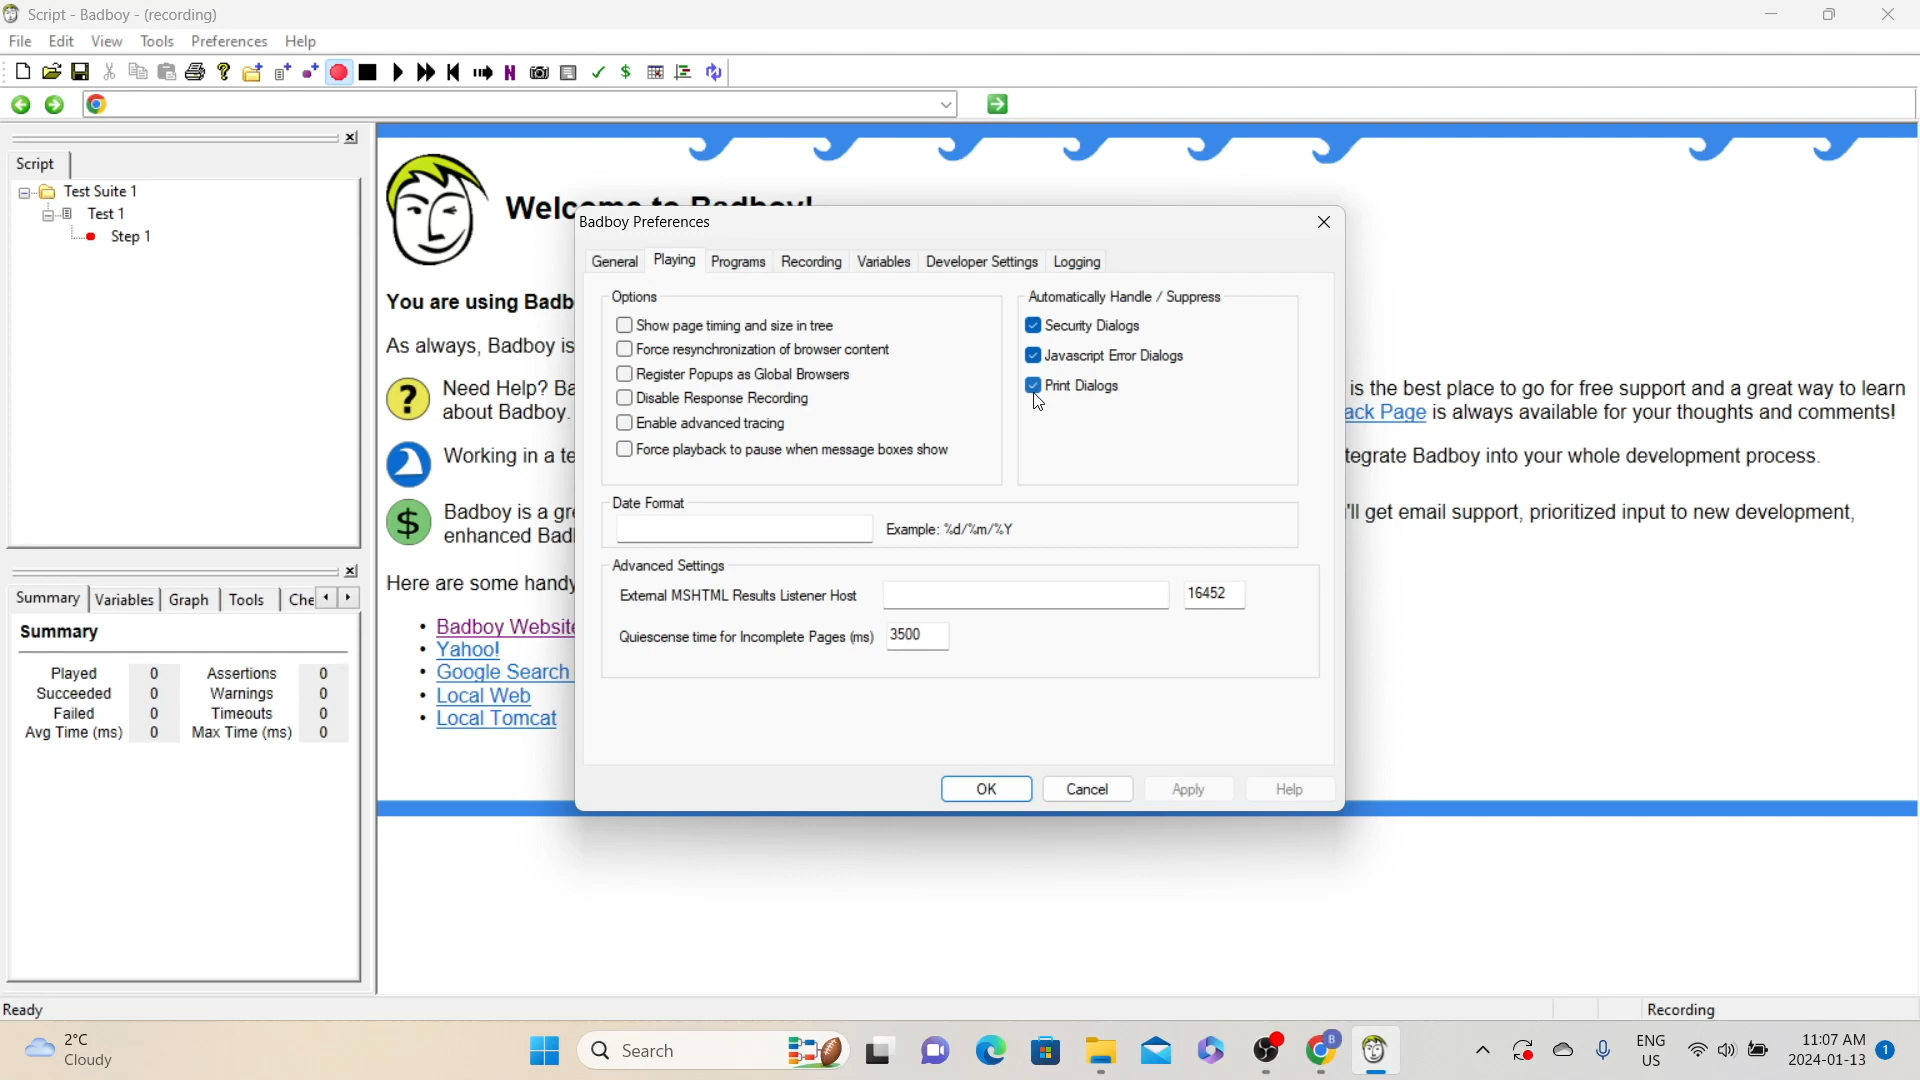 Script - Badboy - (recording)
File Edit View Tools Preferences Help
Script
Test Suite 1
Test 1
Step 1
Welcome to Badboy!
You are using Badb
As always, Badboy is
Need Help? Ba
is the best place to go for free support and a great way to learn
about Badboy.
ack Page is always available for your thoughts and comments!
Working in a te
tegrate Badboy into your whole development process.
Badboy is a gre
'll get email support, prioritized input to new development,
enhanced Badl
Here are some handy
• Badboy Website
• Yahoo!
• Google Search
• Local Web
• Local Tomcat
Badboy Preferences
General Playing Programs Recording Variables Developer Settings Logging
Options
Show page timing and size in tree
Force resynchronization of browser content
Register Popups as Global Browsers
Disable Response Recording
Enable advanced tracing
Force playback to pause when message boxes show
Automatically Handle / Suppress
Security Dialogs
Javascript Error Dialogs
Print Dialogs
Date Format
Example: %d/%m/%Y
Advanced Settings
External MSHTML Results Listener Host 16452
Quiescense time for Incomplete Pages (ms) 3500
OK Cancel Apply Help
Summary Variables Graph Tools Che
Summary
Played 0 Assertions 0
Succeeded 0 Warnings 0
Failed 0 Timeouts 0
Avg Time (ms) 0 Max Time (ms) 0
Ready Recording
2°C
Cloudy
Search
ENG
US
11:07 AM
2024-01-13
1